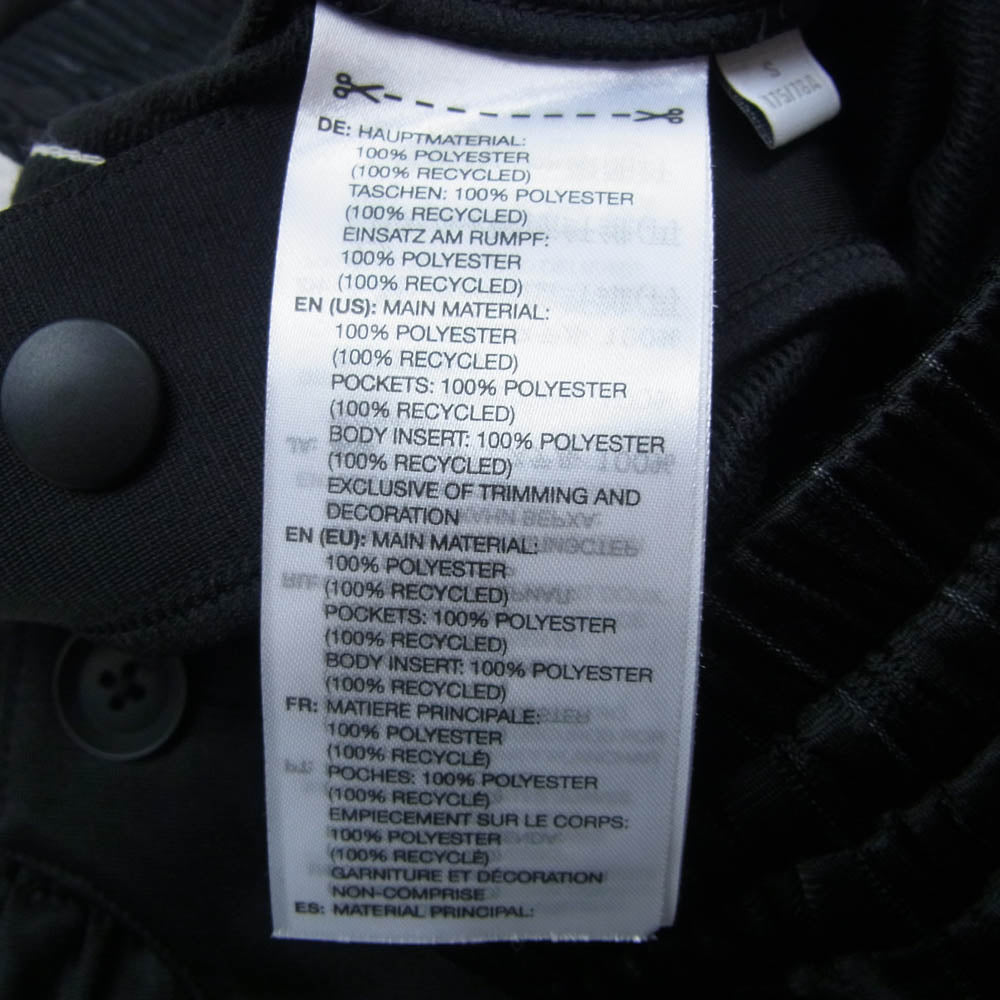 DE: HAUPTMATERIAL:
100% POLYESTER
(100% RECYCLED)
TASCHEN: 100% POLYESTER
(100% RECYCLED)
EINSATZ AM RUMPF:
100% POLYESTER
(100% RECYCLED)
EN (US): MAIN MATERIAL:
100% POLYESTER
(100% RECYCLED)
POCKETS: 100% POLYESTER
(100% RECYCLED)
BODY INSERT: 100% POLYESTER
(100% RECYCLED)
EXCLUSIVE OF TRIMMING AND
DECORATION
EN (EU): MAIN MATERIAL:
100% POLYESTER
(100% RECYCLED)
POCKETS: 100% POLYESTER
(100% RECYCLED)
BODY INSERT: 100% POLYESTER
(100% RECYCLED)
FR: MATIERE PRINCIPALE:
100% POLYESTER
(100% RECYCLÉ)
POCHES: 100% POLYESTER
(100% RECYCLÉ)
EMPIECEMENT SUR LE CORPS:
100% POLYESTER
(100% RECYCLÉ)
GARNITURE ET DÉCORATION
NON-COMPRISE
ES: MATERIAL PRINCIPAL:
S